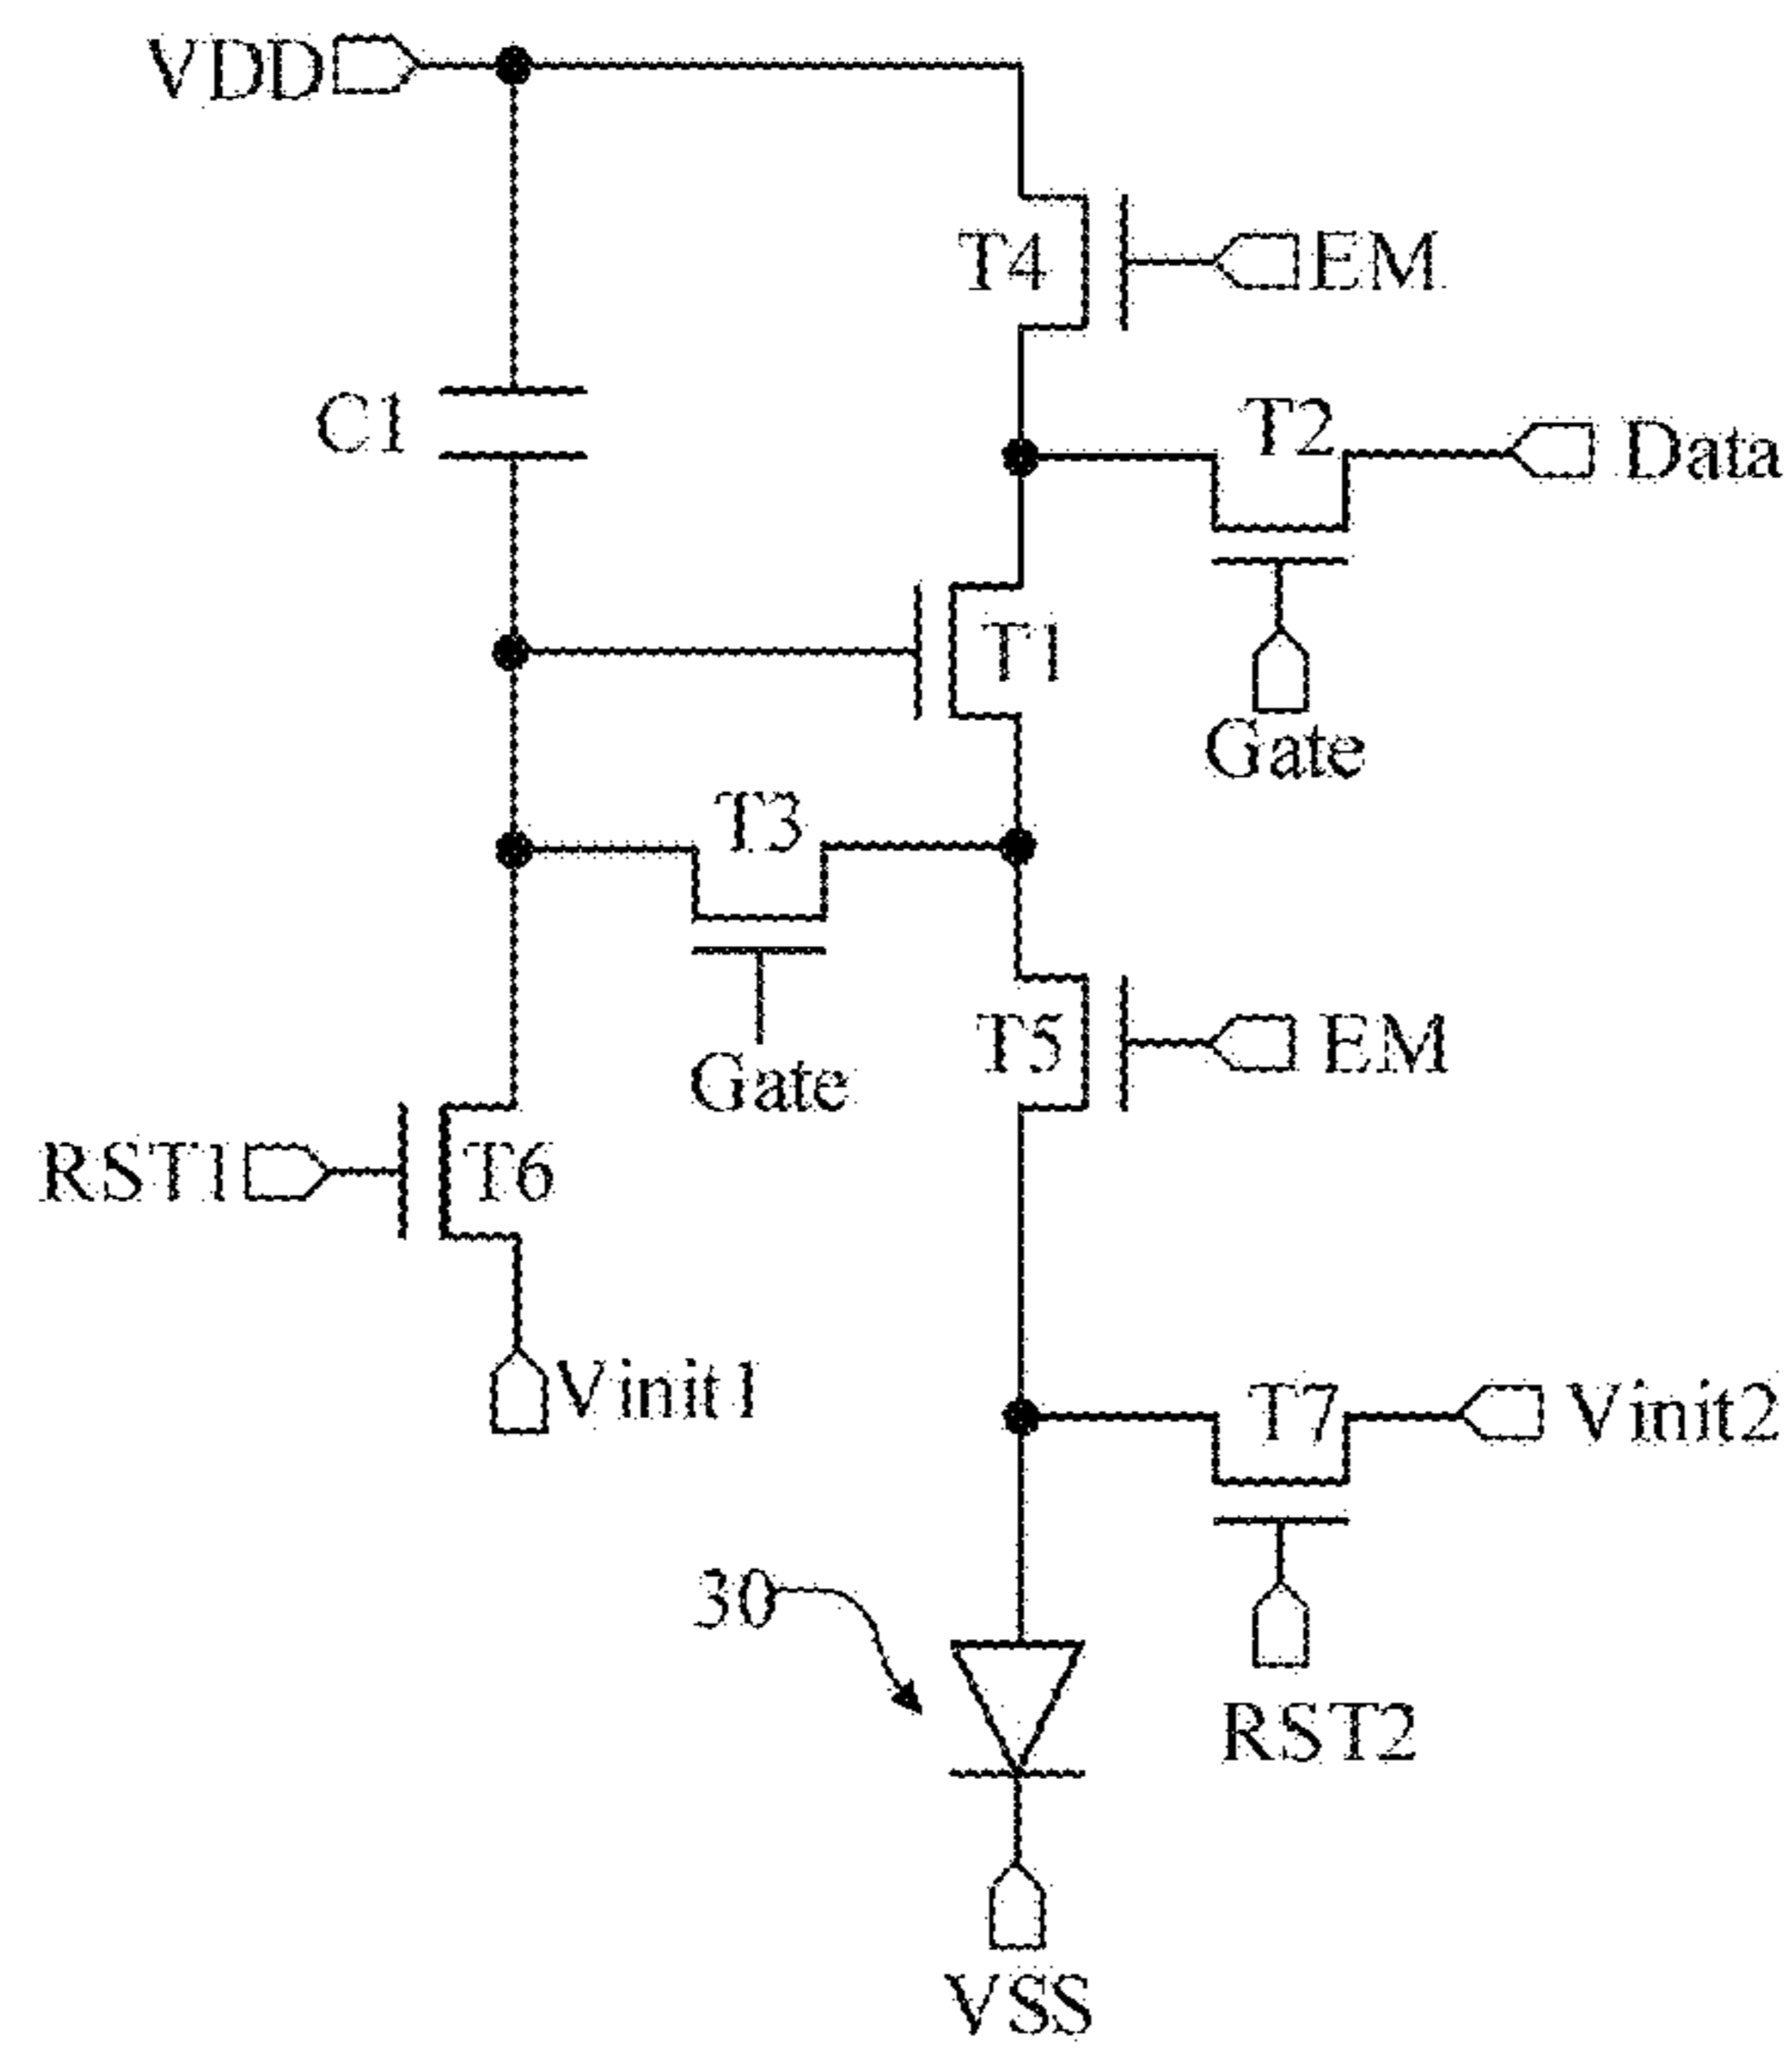 VDD
T4
EM
C1
T2
Data
T1
Gate
T3
T5
EM
Gate
RST1
T6
Vinit1
T7
Vinit2
30
RST2
VSS